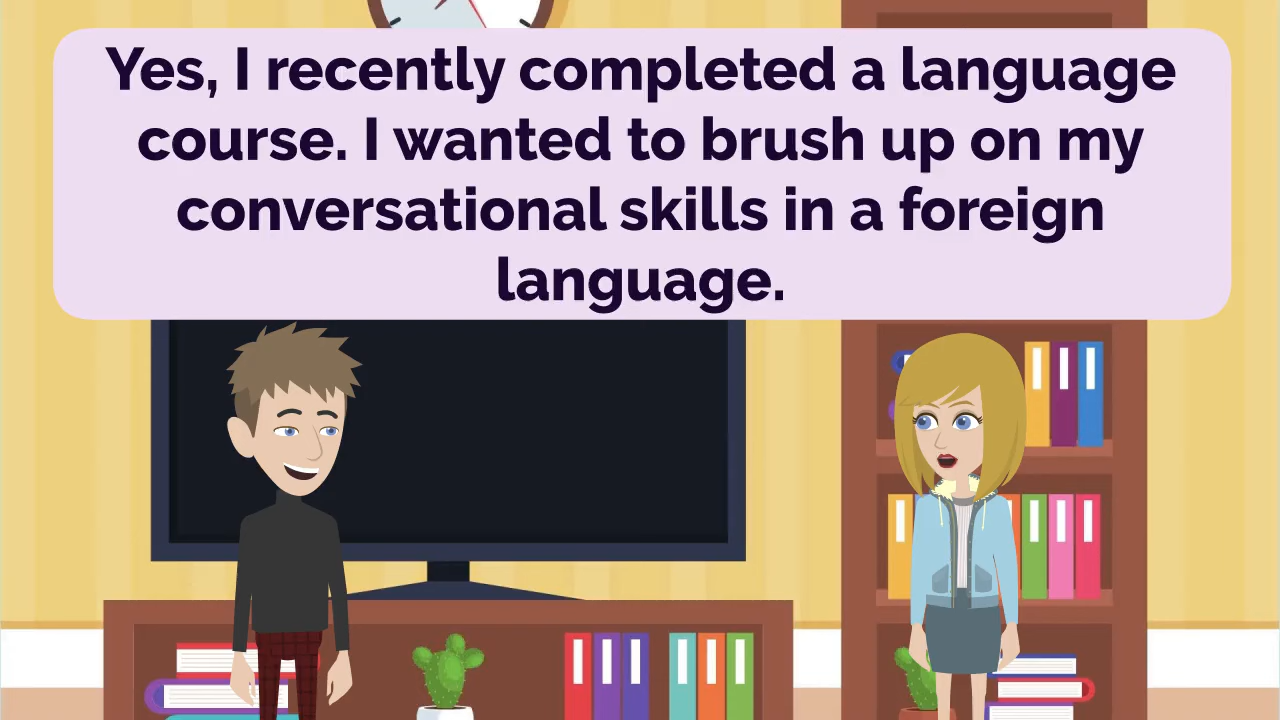 Yes, I recently completed a language
course. I wanted to brush up on my
conversational skills in a foreign
language.